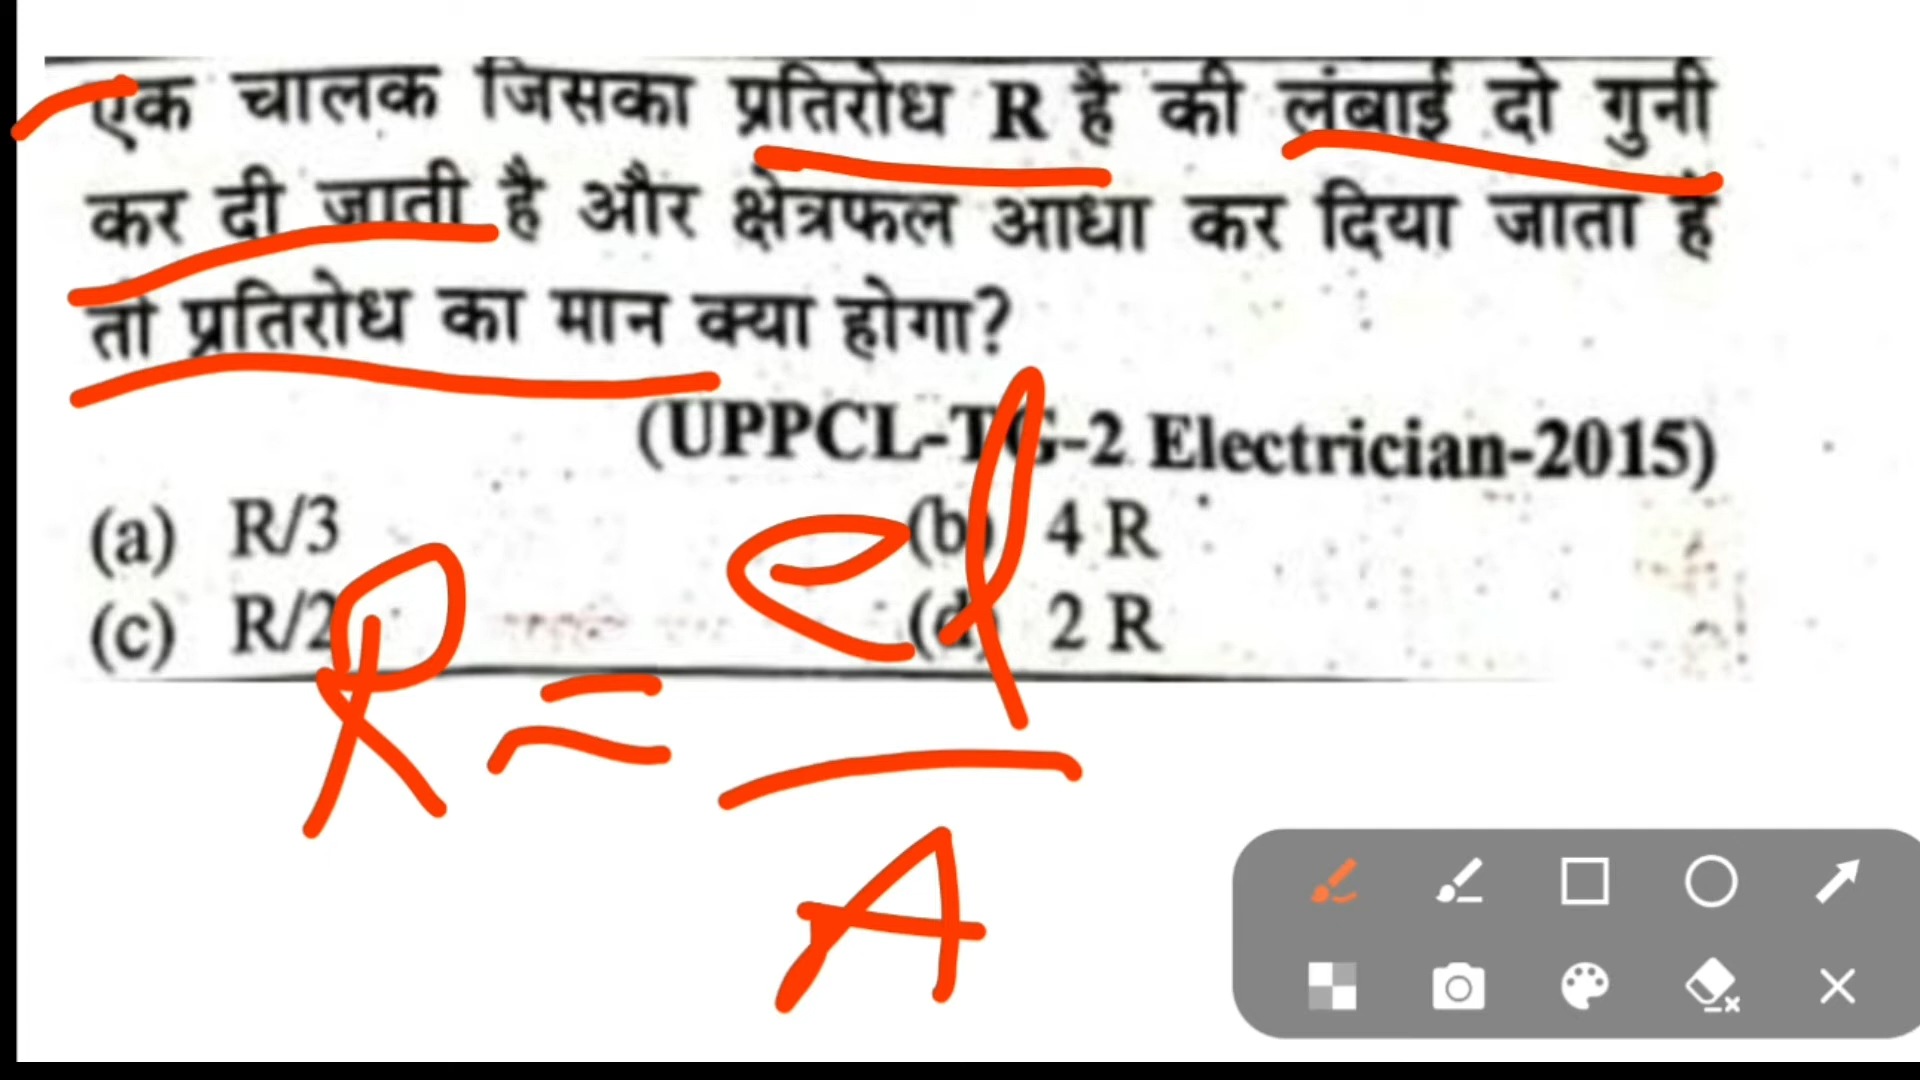 एक चालक जिसका प्रतिरोध R है की लंबाई दो गुनी
कर दी जाती है और क्षेत्रफल आधा कर दिया जाता है
तो प्रतिरोध का मान क्या होगा?
(UPPCL-TG-2 Electrician-2015)
(a) R/3 (b) 4 R
(c) R/2 (d) 2 R
R = ρl
A